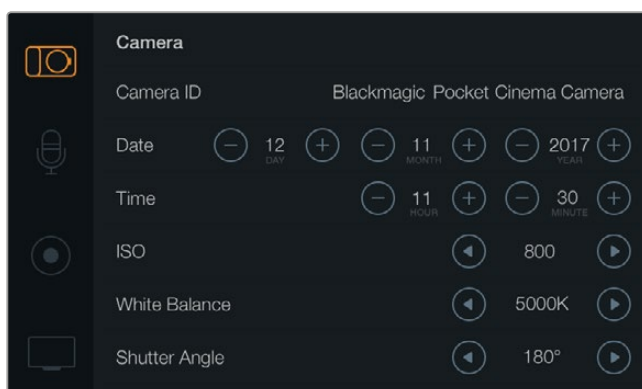 Camera
Camera ID Blackmagic Pocket Cinema Camera
Date 12 11 2017
DAY MONTH YEAR
Time 11 30
HOUR MINUTE
ISO 800
White Balance 5000K
Shutter Angle 180°